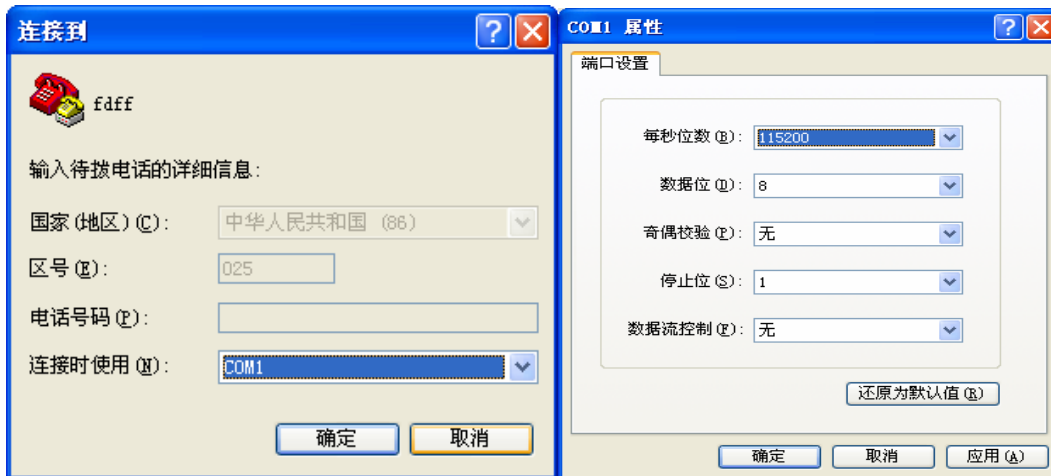 连接到
fdff
输入待拨电话的详细信息:
国家(地区)(C): 中华人民共和国 (86)
区号(E): 025
电话号码(P):
连接时使用(N): COM1
确定 取消
COM1 属性
端口设置
每秒位数(B): 115200
数据位(D): 8
奇偶校验(P): 无
停止位(S): 1
数据流控制(F): 无
还原为默认值(R)
确定 取消 应用(A)